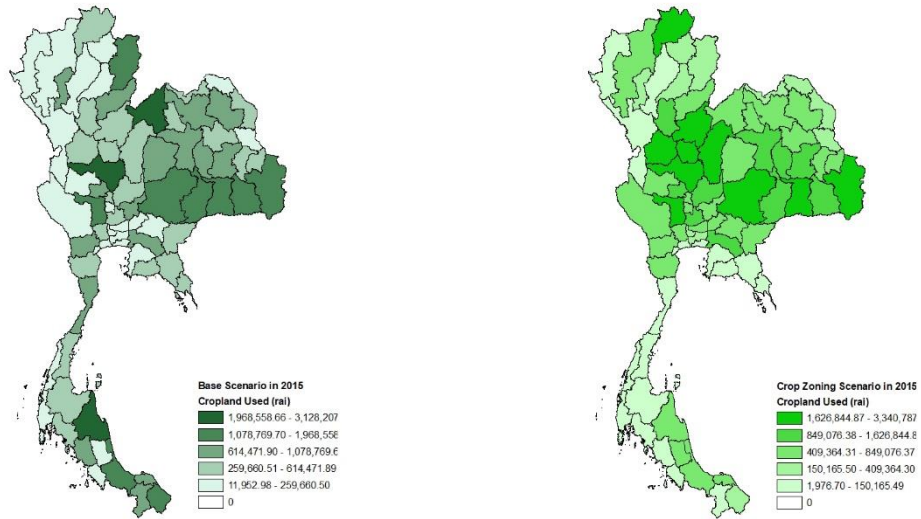 Base Scenario in 2015
Cropland Used (rai)
1,968,558.66 - 3,128,207
1,078,769.70 - 1,968,558
614,471.90 - 1,078,769.6
259,660.51 - 614,471.89
11,952.98 - 259,660.50
0
Crop Zoning Scenario in 2015
Cropland Used (rai)
1,626,844.87 - 3,340,787
849,076.38 - 1,626,844.8
409,364.31 - 849,076.37
150,165.50 - 409,364.30
1,976.70 - 150,165.49
0